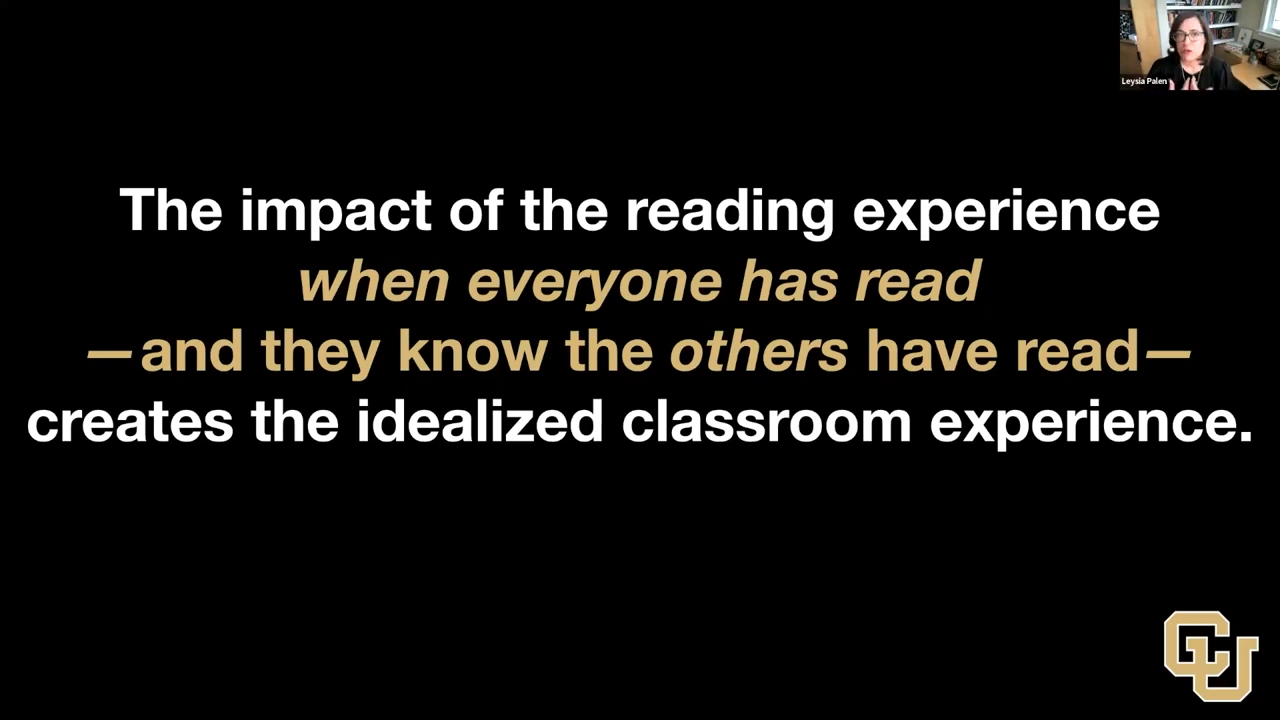 Leysia Palen
The impact of the reading experience
when everyone has read
—and they know the others have read—
creates the idealized classroom experience.
CU